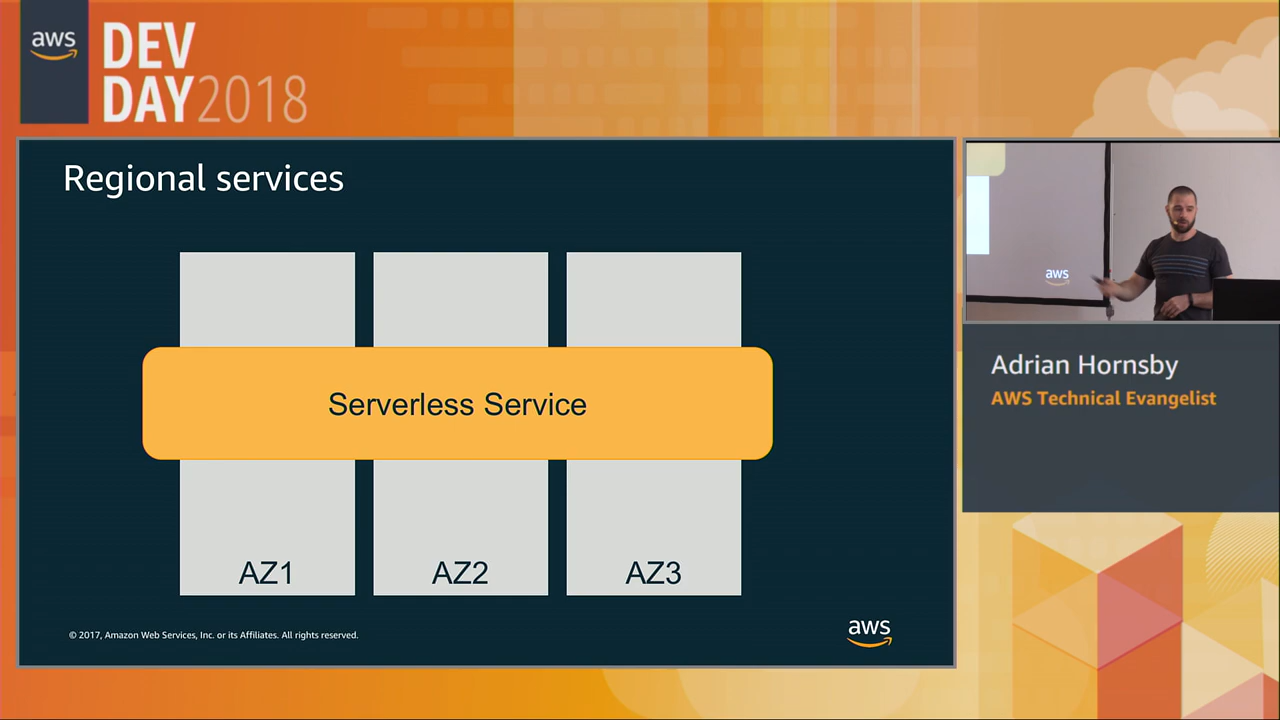 aws
DEV
DAY2018
Regional services
Serverless Service
AZ1
AZ2
AZ3
© 2017, Amazon Web Services, Inc. or its Affiliates. All rights reserved.
aws
aws
Adrian Hornsby
AWS Technical Evangelist